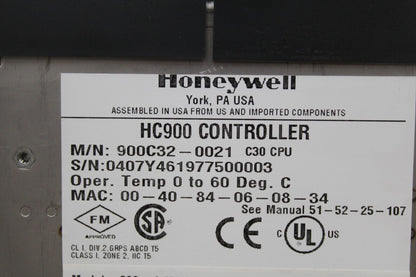 Honeywell
York, PA USA
ASSEMBLED IN USA FROM US AND IMPORTED COMPONENTS
HC900 CONTROLLER
M/N: 900C32-0021 C30 CPU
S/N:0407Y461977500003
Oper. Temp 0 to 60 Deg. C
MAC: 00-40-84-06-08-34
See Manual 51-52-25-107
FM
APPROVED
SA
C UL US
CE
CL I, DIV.2,GRPS ABCD T5
CLASS I, ZONE 2, IIC T5